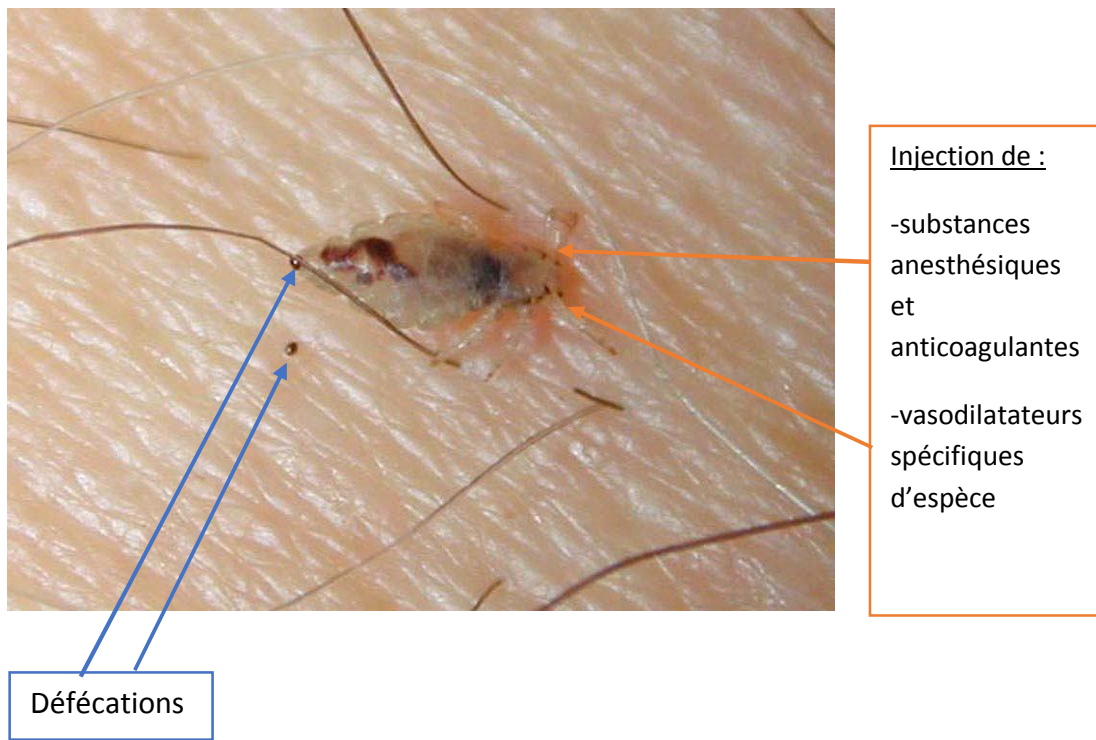 Injection de :
-substances
anesthésiques
et
anticoagulantes
-vasodilatateurs
spécifiques
d’espèce
Défécations